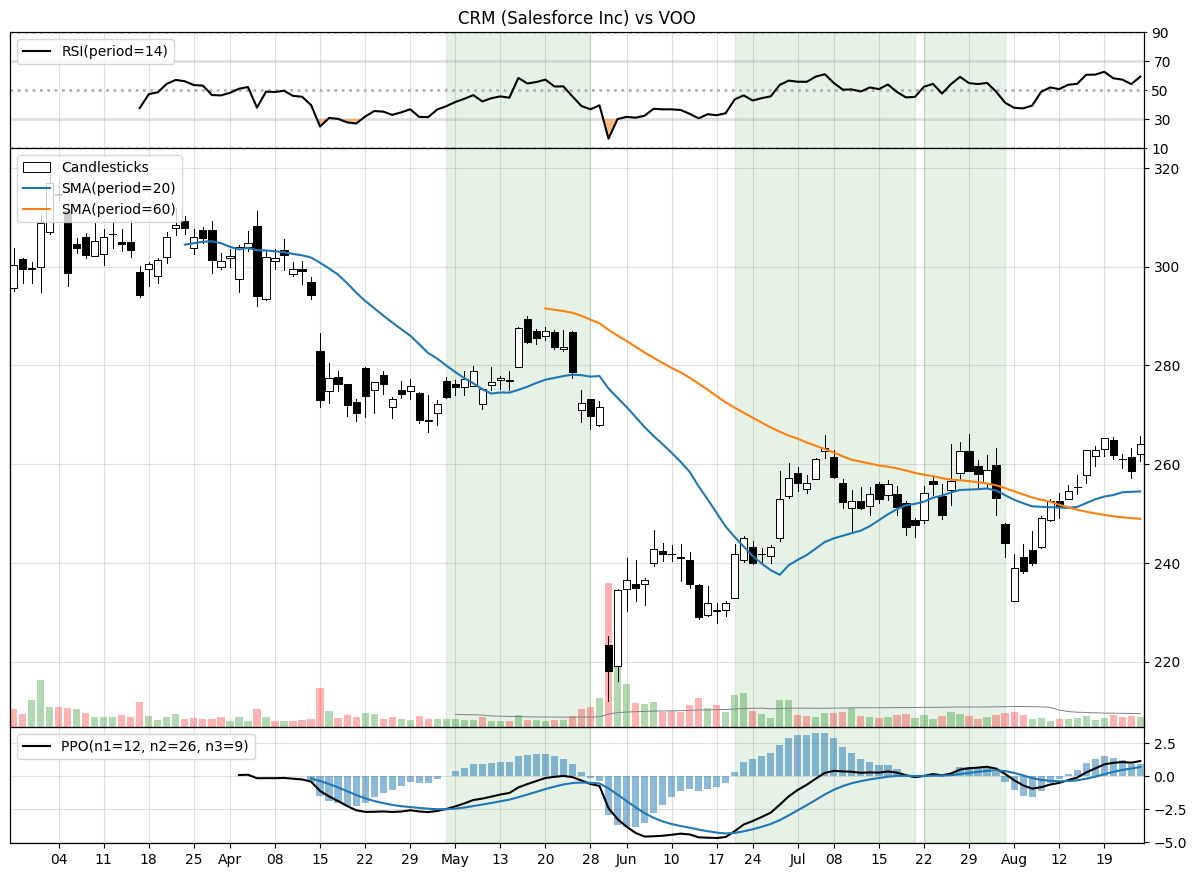 CRM (Salesforce Inc) vs VOO
RSI(period=14)
90
70
50
30
10
Candlesticks
SMA(period=20)
SMA(period=60)
320
300
280
260
240
220
PPO(n1=12, n2=26, n3=9)
2.5
0.0
−2.5
−5.0
04 11 18 25 Apr 08 15 22 29 May 13 20 28 Jun 10 17 24 Jul 08 15 22 29 Aug 12 19